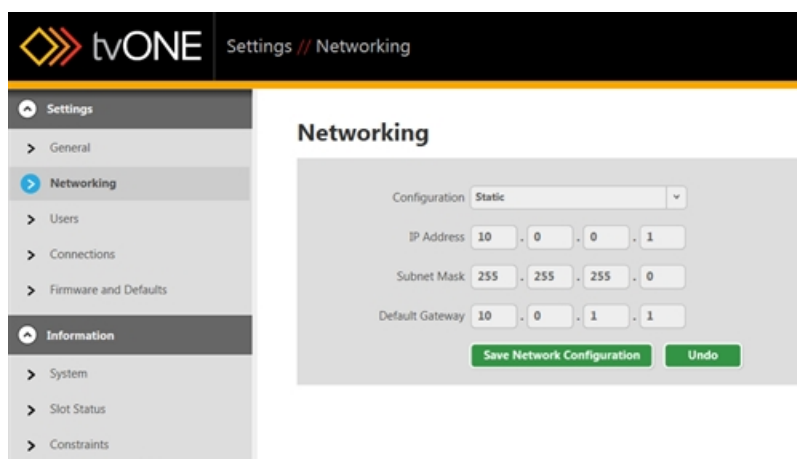 tvONE
Settings // Networking
Settings
General
Networking
Users
Connections
Firmware and Defaults
Information
System
Slot Status
Constraints
Networking
Configuration Static
IP Address 10 . 0 . 0 . 1
Subnet Mask 255 . 255 . 255 . 0
Default Gateway 10 . 0 . 1 . 1
Save Network Configuration Undo